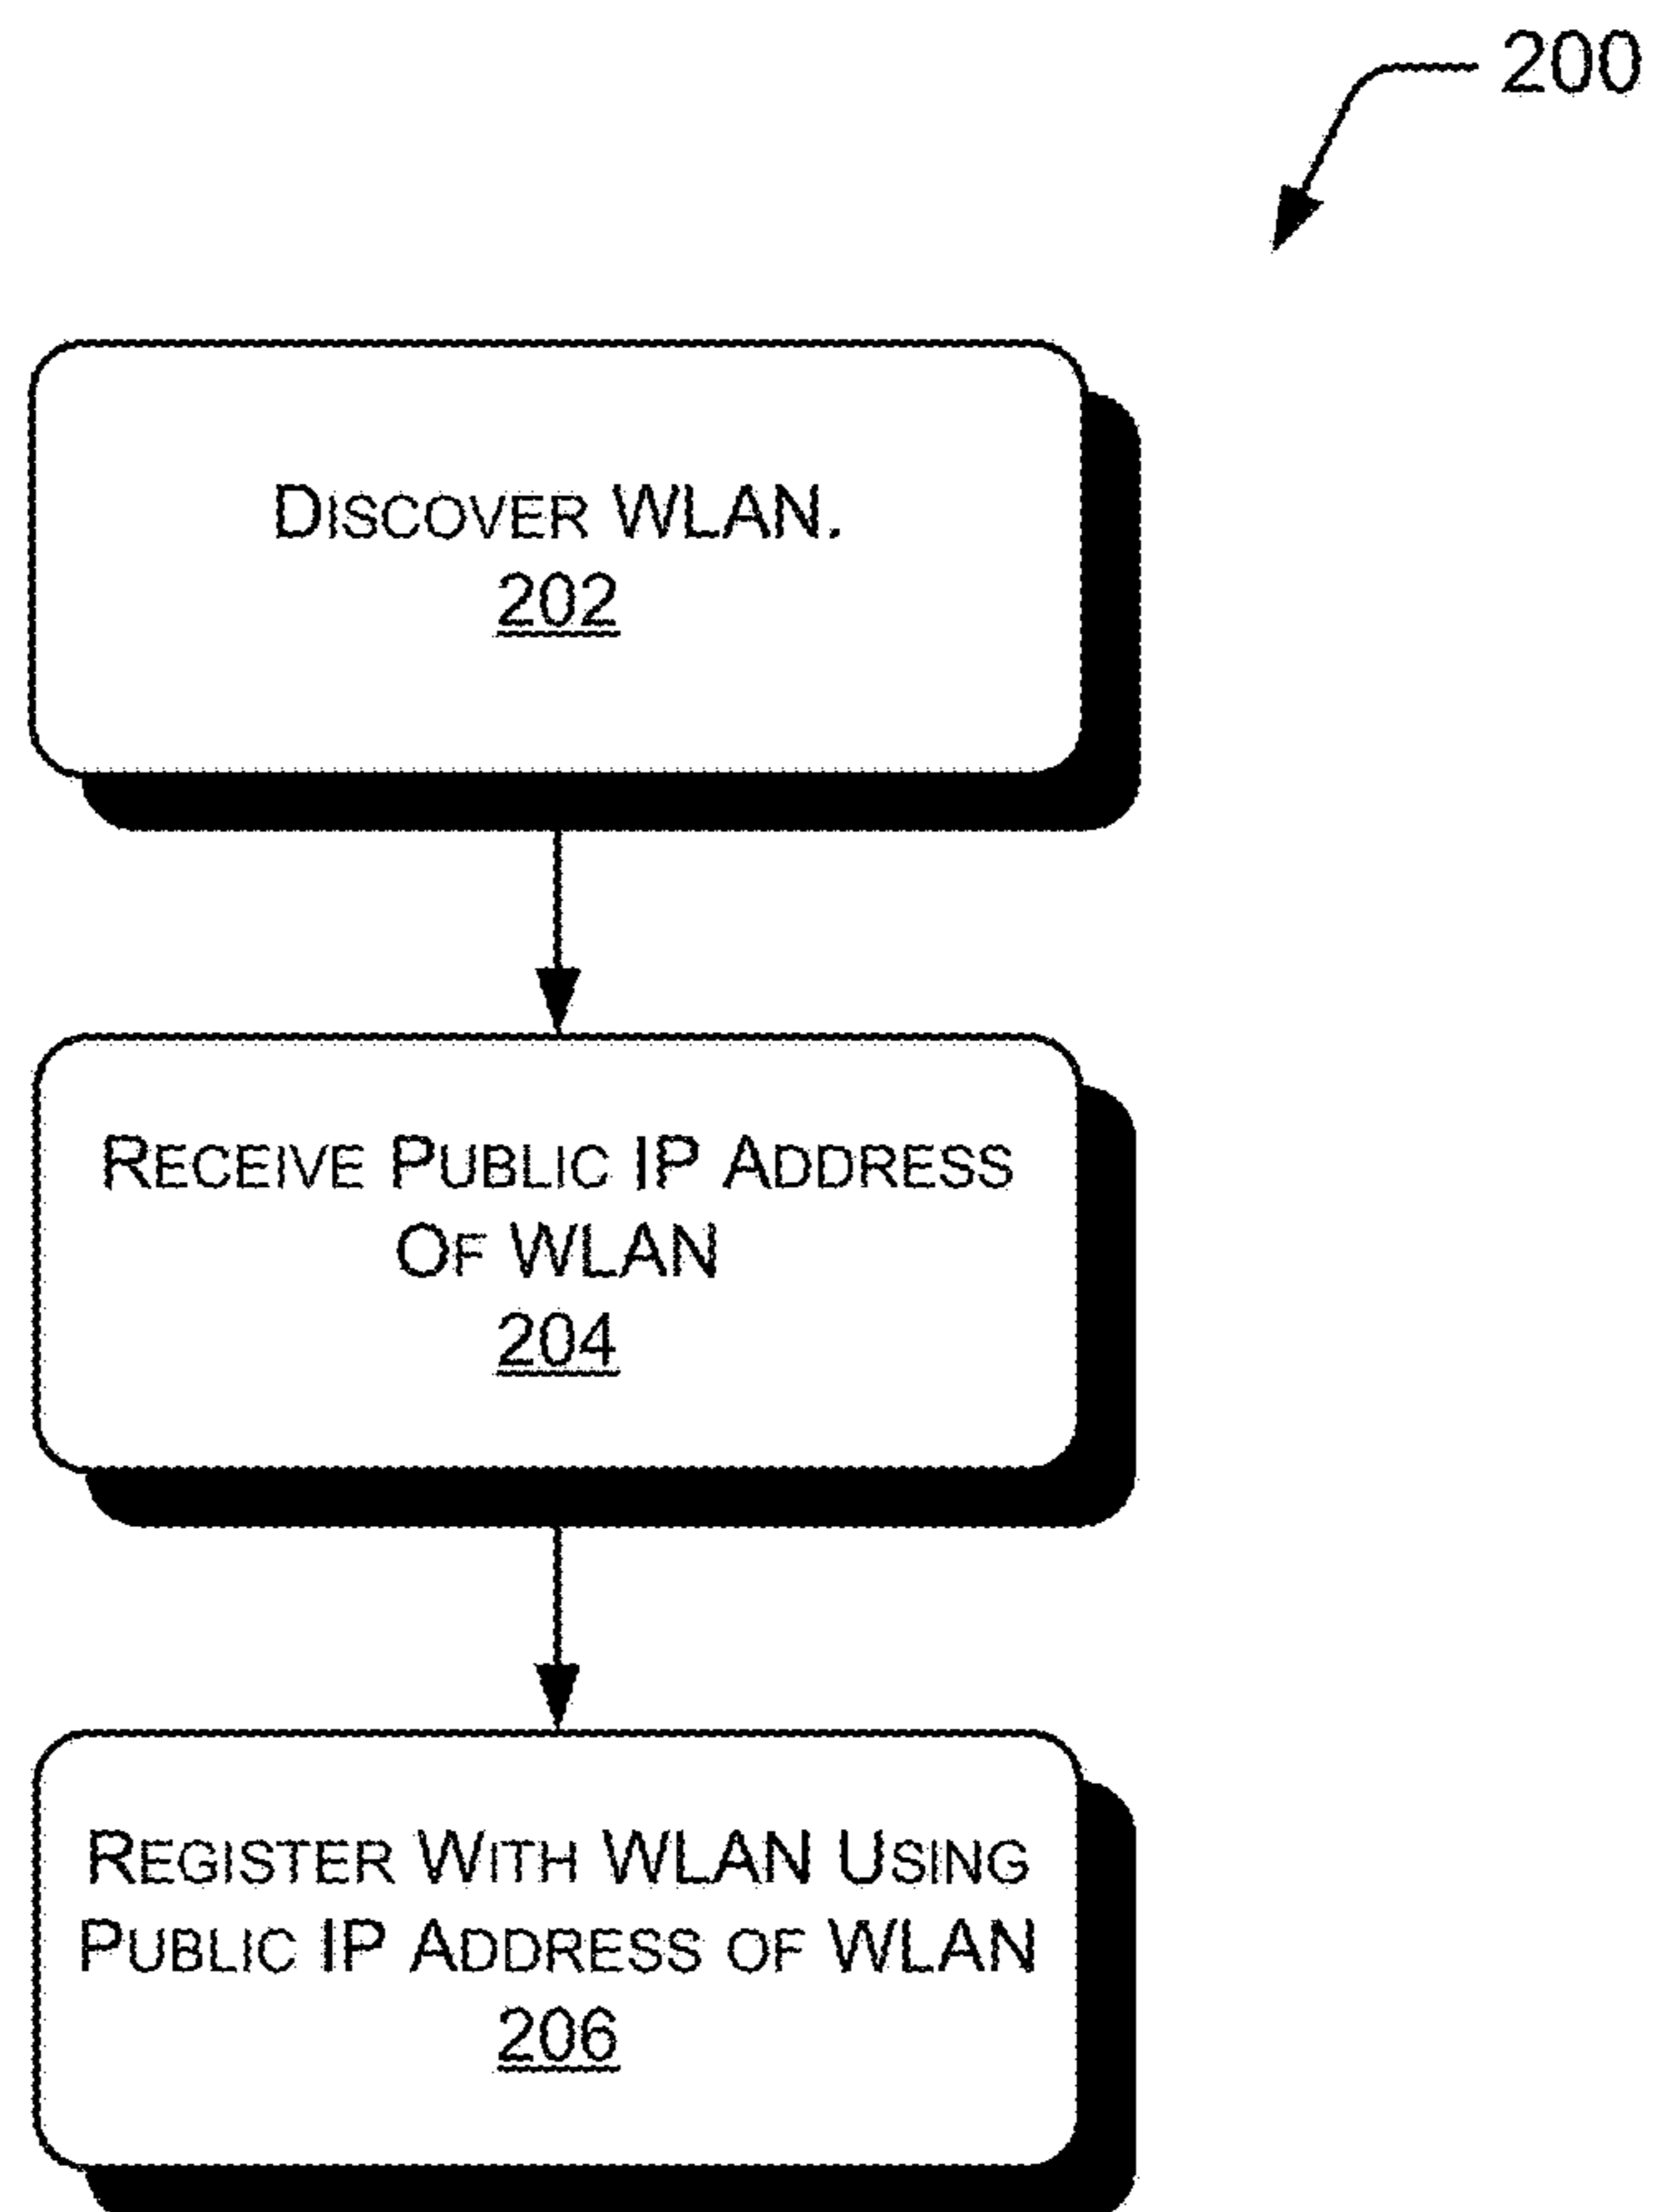 200
DISCOVER WLAN.
202
RECEIVE PUBLIC IP ADDRESS
OF WLAN
204
REGISTER WITH WLAN USING
PUBLIC IP ADDRESS OF WLAN
206